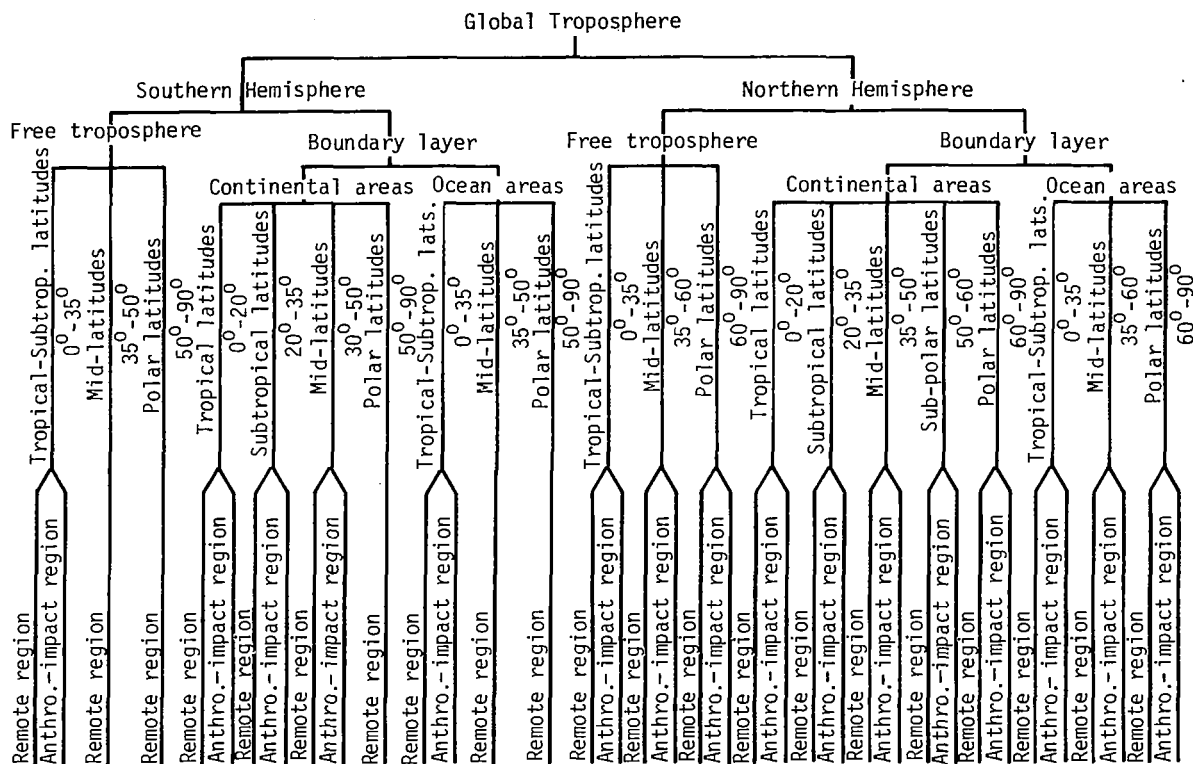 Global Troposphere
Southern Hemisphere
Northern Hemisphere
Free troposphere
Boundary layer
Free troposphere
Boundary layer
Continental areas
Ocean areas
Continental areas
Ocean areas
Tropical-Subtrop. latitudes
0°-35°
Mid-latitudes
35°-50°
Polar latitudes
50°-90°
Tropical latitudes
0°-20°
Subtropical latitudes
20°-35°
Mid-latitudes
30°-50°
Polar latitudes
50°-90°
Tropical-Subtrop. lats.
0°-35°
Mid-latitudes
35°-50°
Polar latitudes
50°-90°
Tropical-Subtrop. latitudes
0°-35°
Mid-latitudes
35°-60°
Polar latitudes
60°-90°
Tropical latitudes
0°-20°
Subtropical latitudes
20°-35°
Mid-latitudes
35°-50°
Sub-polar latitudes
50°-60°
Polar latitudes
60°-90°
Tropical-Subtrop. lats.
0°-35°
Mid-latitudes
35°-60°
Polar latitudes
60°-90°
Remote region
Anthro.-impact region
Remote region
Remote region
Remote region
Anthro.-impact region
Remote region
Anthro.-impact region
Remote region
Anthro.-impact region
Remote region
Remote region
Anthro.-impact region
Remote region
Remote region
Remote region
Anthro.-impact region
Remote region
Anthro.-impact region
Remote region
Anthro.-impact region
Remote region
Anthro.-impact region
Remote region
Anthro.-impact region
Remote region
Anthro.-impact region
Remote region
Anthro.-impact region
Remote region
Anthro.-impact region
Remote region
Anthro.-impact region
Remote region
Anthro.-impact region
Remote region
Anthro.-impact region